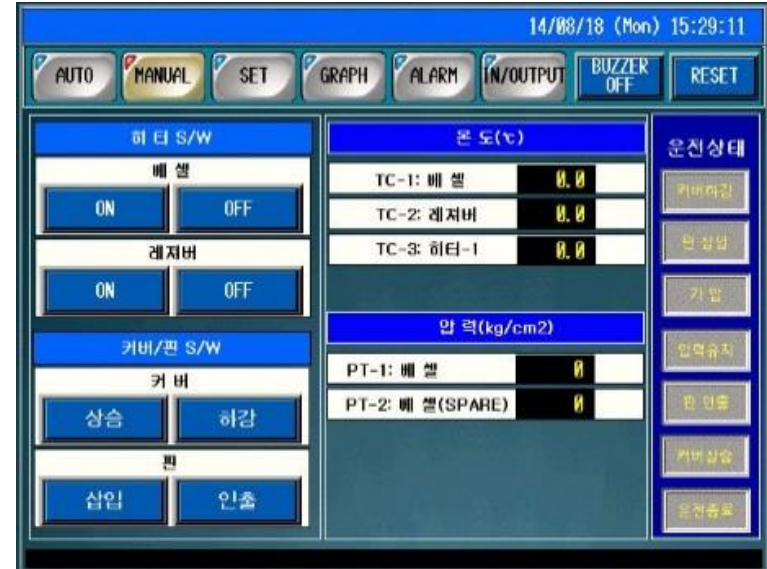 14/08/18 (Mon) 15:29:11
AUTO MANUAL SET GRAPH ALARM IN/OUTPUT BUZZER OFF RESET
히 터 S/W
베 셀
ON OFF
레저버
ON OFF
커버/핀 S/W
커 버
상승 하강
핀
삽입 인출
온 도(℃)
TC-1: 베 셀 0.0
TC-2: 레저버 0.0
TC-3: 히터-1 0.0
압 력(kg/cm2)
PT-1: 베 셀 0
PT-2: 베 셀(SPARE) 0
운전상태
커버하강
핀 삽입
가 압
압력유지
핀 인출
커버상승
운전종료